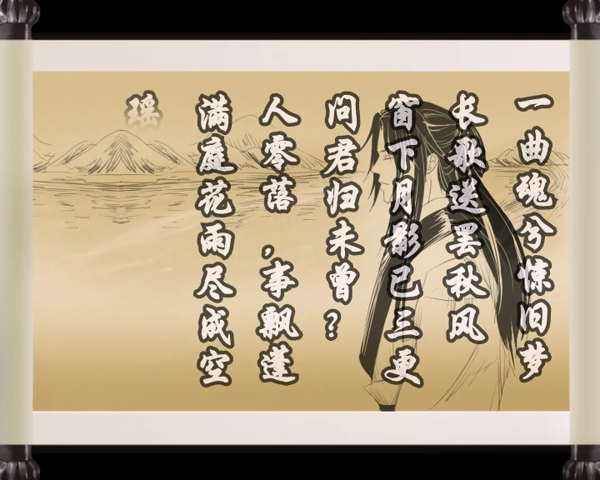 一曲魂兮惊旧梦
长歌送罢秋风
窗下月影已三更
问君归未曾？
人零落，事飘蓬
满庭花雨尽成空
瑶